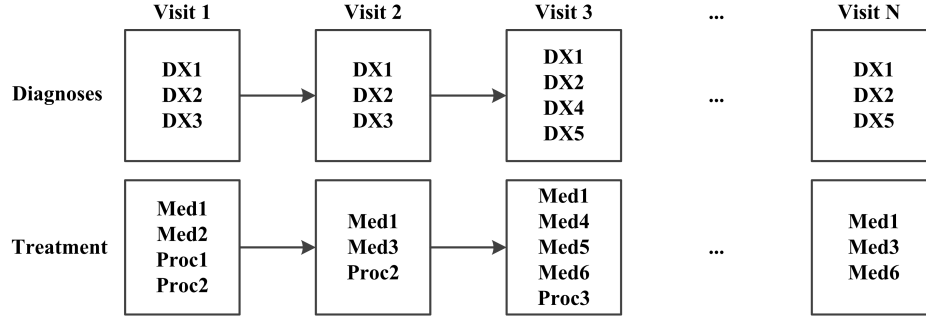 Visit 1 Visit 2 Visit 3 ... Visit N
Diagnoses
DX1
DX2
DX3
DX1
DX2
DX3
DX1
DX2
DX4
DX5
...
DX1
DX2
DX5
Treatment
Med1
Med2
Proc1
Proc2
Med1
Med3
Proc2
Med1
Med4
Med5
Med6
Proc3
...
Med1
Med3
Med6